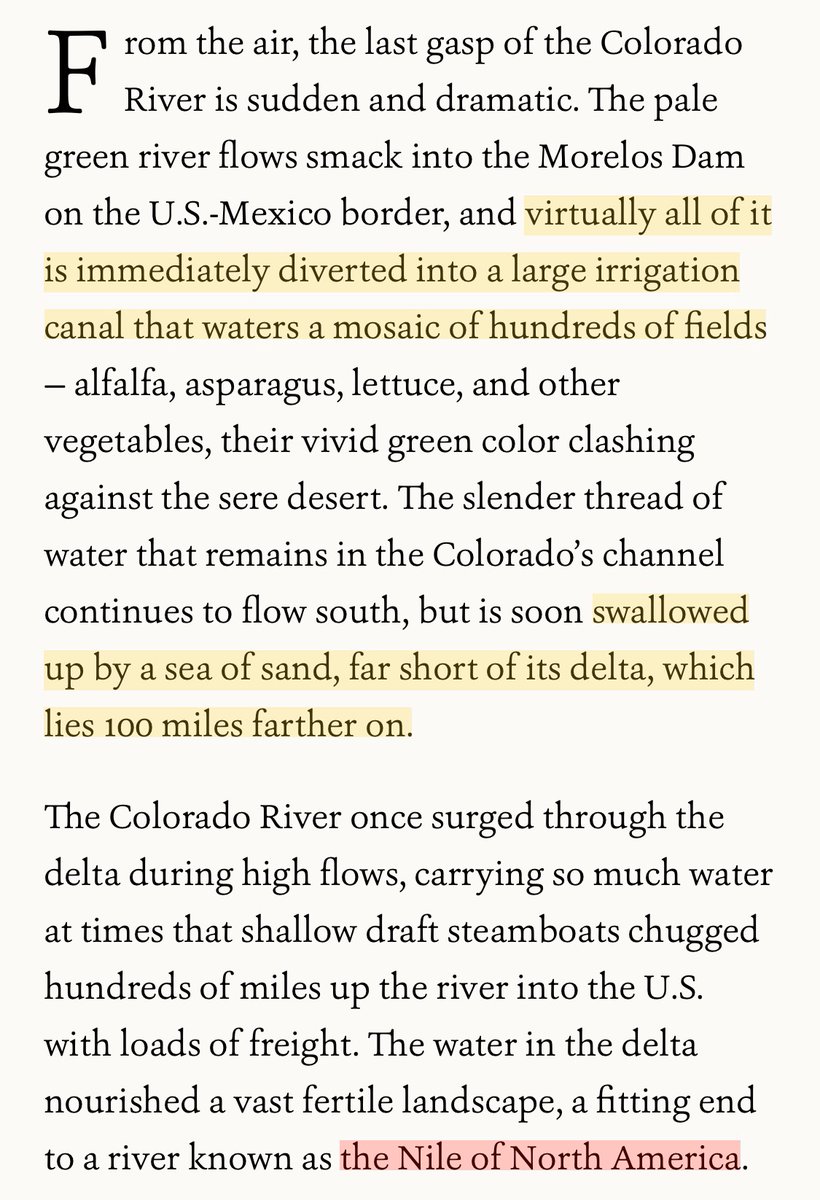 From the air, the last gasp of the Colorado
River is sudden and dramatic. The pale
green river flows smack into the Morelos Dam
on the U.S.-Mexico border, and virtually all of it
is immediately diverted into a large irrigation
canal that waters a mosaic of hundreds of fields
— alfalfa, asparagus, lettuce, and other
vegetables, their vivid green color clashing
against the sere desert. The slender thread of
water that remains in the Colorado’s channel
continues to flow south, but is soon swallowed
up by a sea of sand, far short of its delta, which
lies 100 miles farther on.
The Colorado River once surged through the
delta during high flows, carrying so much water
at times that shallow draft steamboats chugged
hundreds of miles up the river into the U.S.
with loads of freight. The water in the delta
nourished a vast fertile landscape, a fitting end
to a river known as the Nile of North America.